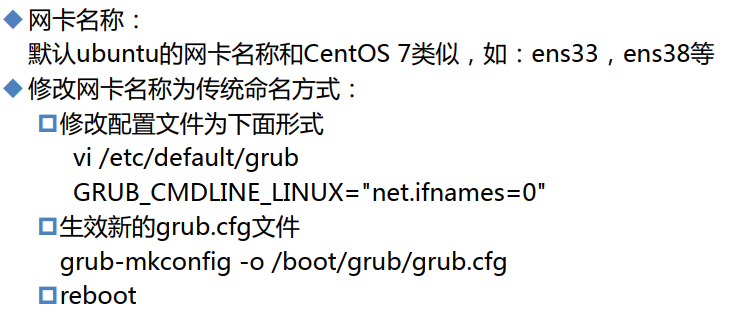 网卡名称：
默认ubuntu的网卡名称和CentOS 7类似，如：ens33，ens38等
修改网卡名称为传统命名方式：
修改配置文件为下面形式
vi /etc/default/grub
GRUB_CMDLINE_LINUX="net.ifnames=0"
生效新的grub.cfg文件
grub-mkconfig -o /boot/grub/grub.cfg
reboot